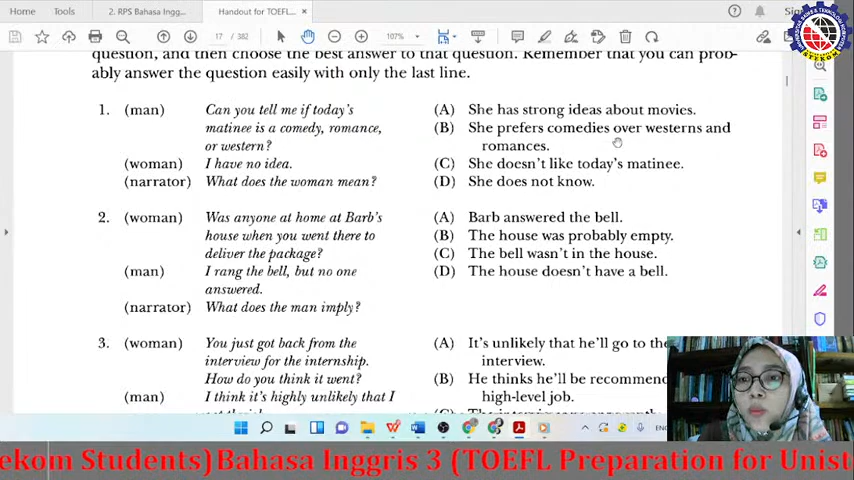 Home
Tools
2. RPS Bahasa Ingg...
Handout for TOEFL...
17 / 382
107%
question, and then choose the best answer to that question. Remember that you can prob-
ably answer the question easily with only the last line.
1. (man) Can you tell me if today's (A) She has strong ideas about movies.
matinee is a comedy, romance, (B) She prefers comedies over westerns and
or western? romances.
(woman) I have no idea. (C) She doesn't like today's matinee.
(narrator) What does the woman mean? (D) She does not know.
2. (woman) Was anyone at home at Barb's (A) Barb answered the bell.
house when you went there to (B) The house was probably empty.
deliver the package? (C) The bell wasn't in the house.
(man) I rang the bell, but no one (D) The house doesn't have a bell.
answered.
(narrator) What does the man imply?
3. (woman) You just got back from the (A) It's unlikely that he'll go to the
interview for the internship. interview.
How do you think it went? (B) He thinks he'll be recommen
(man) I think it's highly unlikely that I high-level job.
ENG
ekom Students) Bahasa Inggris 3 (TOEFL Preparation for Unist
STEKOM